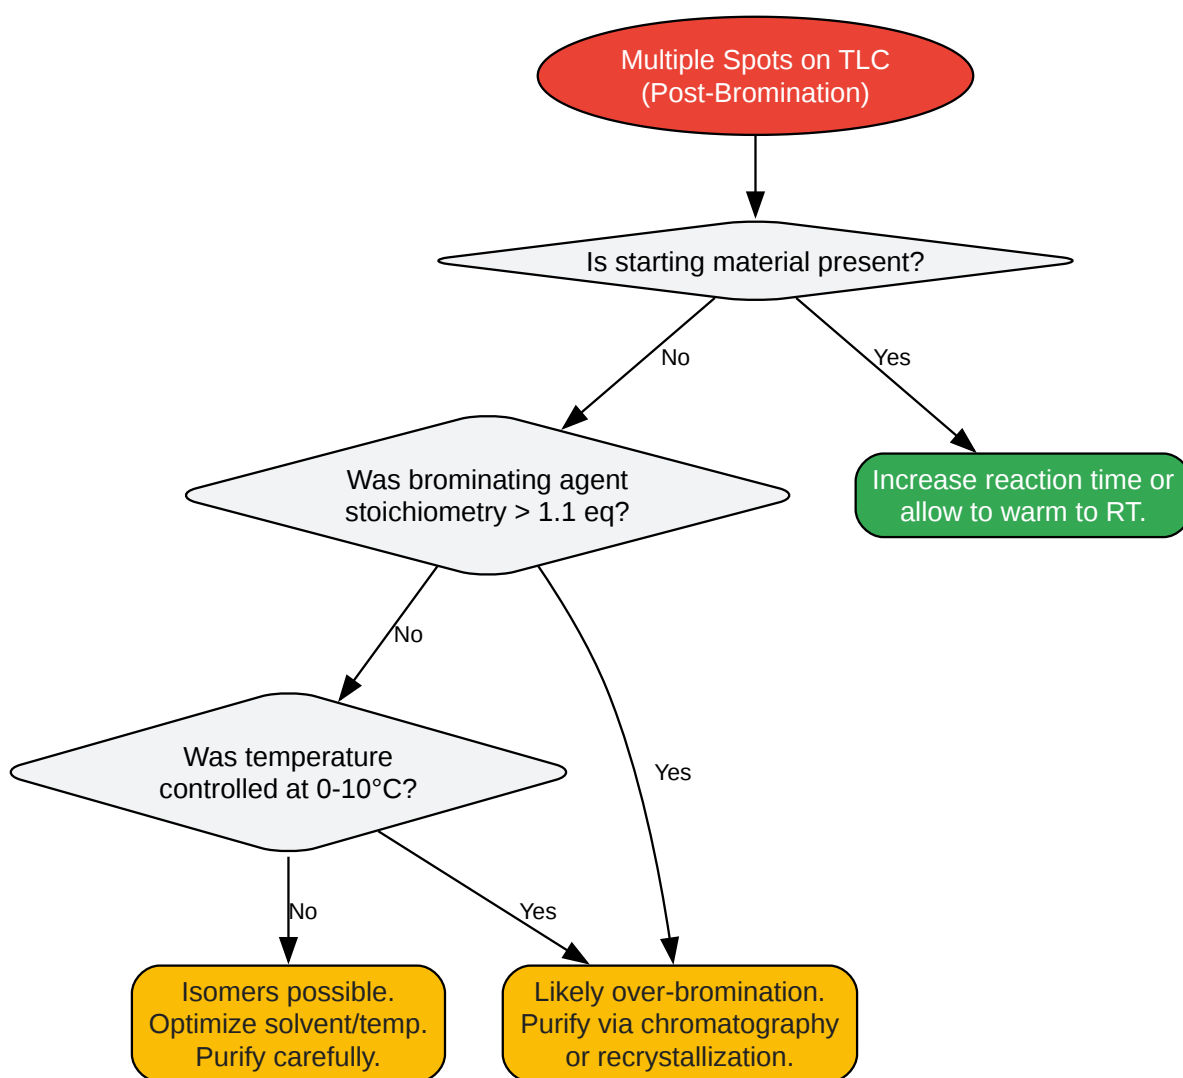 Multiple Spots on TLC
(Post-Bromination)
Is starting material present?
No
Yes
Was brominating agent
stoichiometry > 1.1 eq?
Increase reaction time or
allow to warm to RT.
No
Yes
Was temperature
controlled at 0-10°C?
No
Yes
Isomers possible.
Optimize solvent/temp.
Purify carefully.
Likely over-bromination.
Purify via chromatography
or recrystallization.